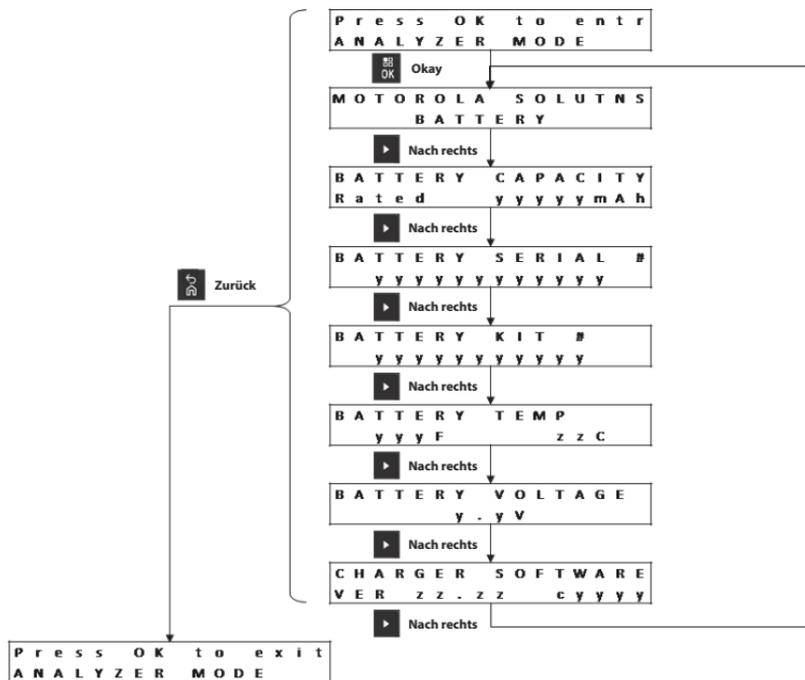 Press OK to entr
ANALYZER MODE
OK
Okay
MOTOROLA SOLUTNS
BATTERY
Nach rechts
BATTERY CAPACITY
Rated yyyyymAh
Nach rechts
BATTERY SERIAL #
yyyyyyyyyyyy
Zurück
Nach rechts
BATTERY KIT #
yyyyyyyyyyy
Nach rechts
BATTERY TEMP
yyyF zzC
Nach rechts
BATTERY VOLTAGE
y.yV
Nach rechts
CHARGER SOFTWARE
VER zz.zz cyyyy
Nach rechts
Press OK to exit
ANALYZER MODE